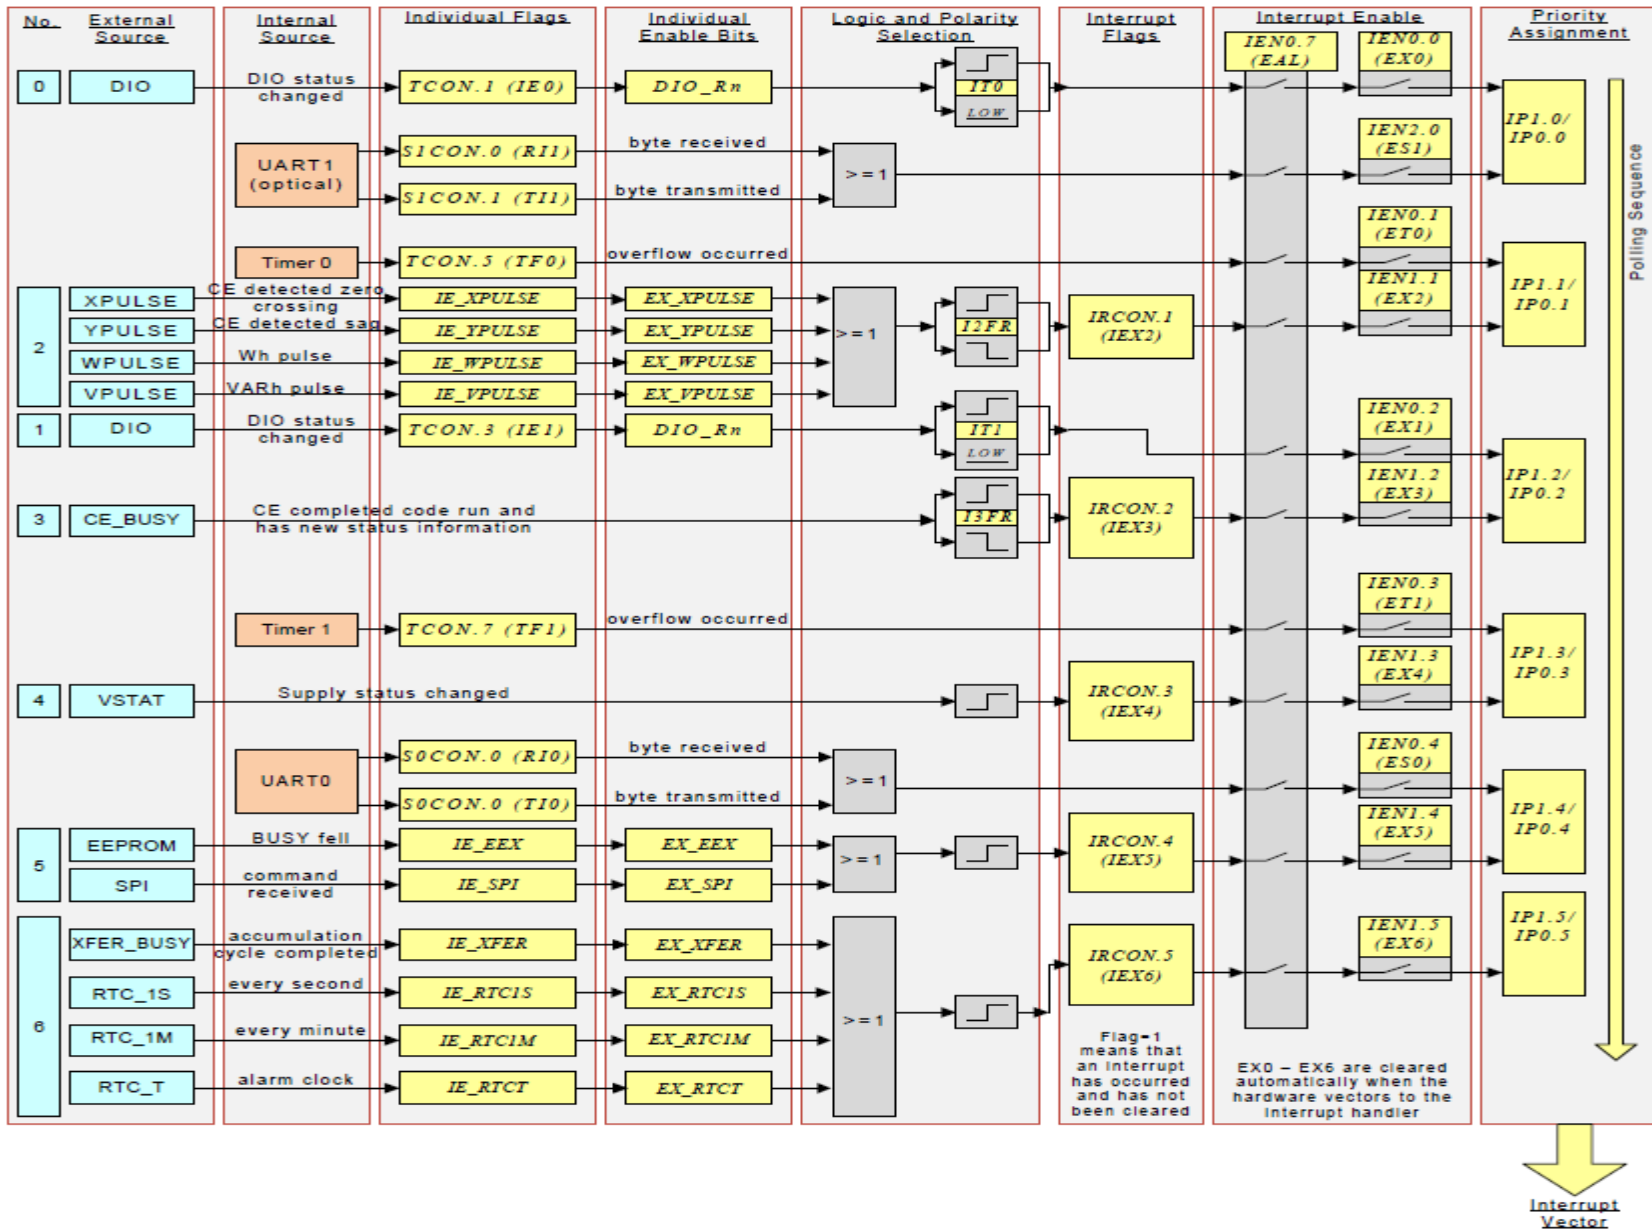 No.
External Source
Internal Source
Individual Flags
Individual Enable Bits
Logic and Polarity Selection
Interrupt Flags
Interrupt Enable
Priority Assignment
IEN0.7
(EAL)
IEN0.0
(EX0)
0
DIO
DIO status
changed
TCON.1 (IE0)
DIO_Rn
IT0
LOW
IP1.0/
IP0.0
UART1
(optical)
S1CON.0 (RI1)
byte received
S1CON.1 (TI1)
byte transmitted
>=1
IEN2.0
(ES1)
Polling Sequence
Timer 0
TCON.5 (TF0)
overflow occurred
IEN0.1
(ET0)
IP1.1/
IP0.1
2
XPULSE
CE detected zero
crossing
IE_XPULSE
EX_XPULSE
YPULSE
CE detected sag
IE_YPULSE
EX_YPULSE
WPULSE
Wh pulse
IE_WPULSE
EX_WPULSE
VPULSE
VARh pulse
IE_VPULSE
EX_VPULSE
>=1
I2FR
IRCON.1
(IEX2)
IEN1.1
(EX2)
1
DIO
DIO status
changed
TCON.3 (IE1)
DIO_Rn
IT1
LOW
IEN0.2
(EX1)
IP1.2/
IP0.2
3
CE_BUSY
CE completed code run and
has new status information
I3FR
IRCON.2
(IEX3)
IEN1.2
(EX3)
Timer 1
TCON.7 (TF1)
overflow occurred
IEN0.3
(ET1)
IP1.3/
IP0.3
4
VSTAT
Supply status changed
IRCON.3
(IEX4)
IEN1.3
(EX4)
UART0
S0CON.0 (RI0)
byte received
S0CON.0 (TI0)
byte transmitted
>=1
IEN0.4
(ES0)
IP1.4/
IP0.4
5
EEPROM
BUSY fell
IE_EEX
EX_EEX
SPI
command
received
IE_SPI
EX_SPI
>=1
IRCON.4
(IEX5)
IEN1.4
(EX5)
6
XFER_BUSY
accumulation
cycle completed
IE_XFER
EX_XFER
RTC_1S
every second
IE_RTC1S
EX_RTC1S
RTC_1M
every minute
IE_RTC1M
EX_RTC1M
RTC_T
alarm clock
IE_RTCT
EX_RTCT
>=1
IRCON.5
(IEX6)
IEN1.5
(EX6)
IP1.5/
IP0.5
Flag=1
means that
an interrupt
has occurred
and has not
been cleared
EX0 – EX6 are cleared
automatically when the
hardware vectors to the
interrupt handler
Interrupt
Vector